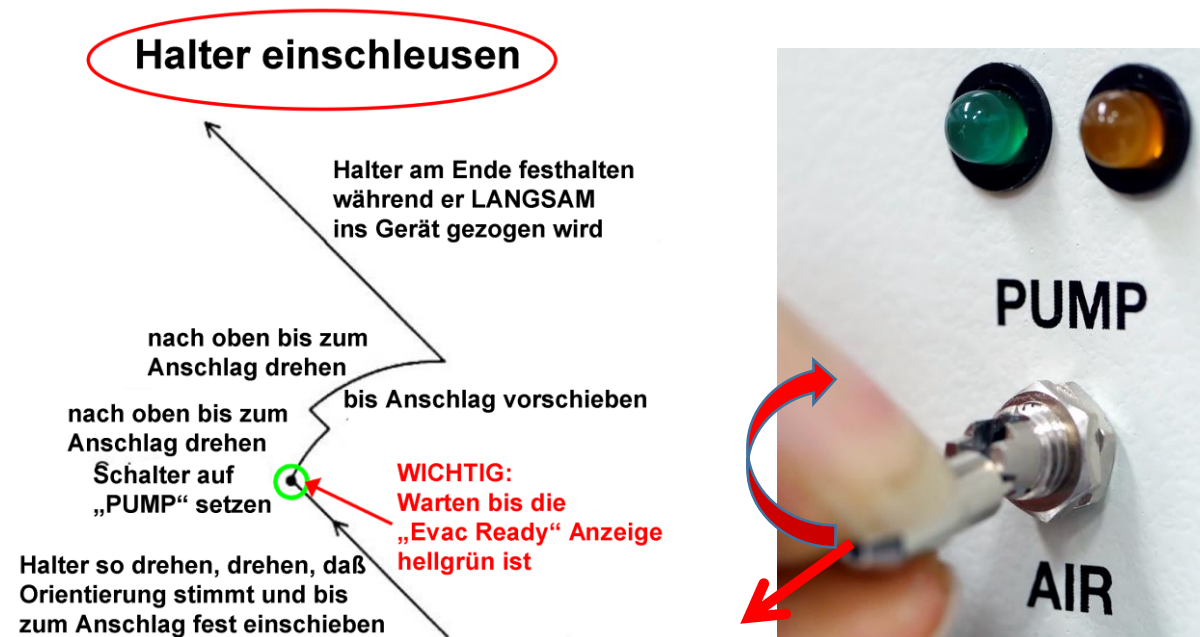 Halter einschleusen
Halter am Ende festhalten
während er LANGSAM
ins Gerät gezogen wird
nach oben bis zum
Anschlag drehen
bis Anschlag vorschieben
nach oben bis zum
Anschlag drehen
Schalter auf
„PUMP“ setzen
WICHTIG:
Warten bis die
„Evac Ready“ Anzeige
hellgrün ist
Halter so drehen, drehen, daß
Orientierung stimmt und bis
zum Anschlag fest einschieben
PUMP
AIR